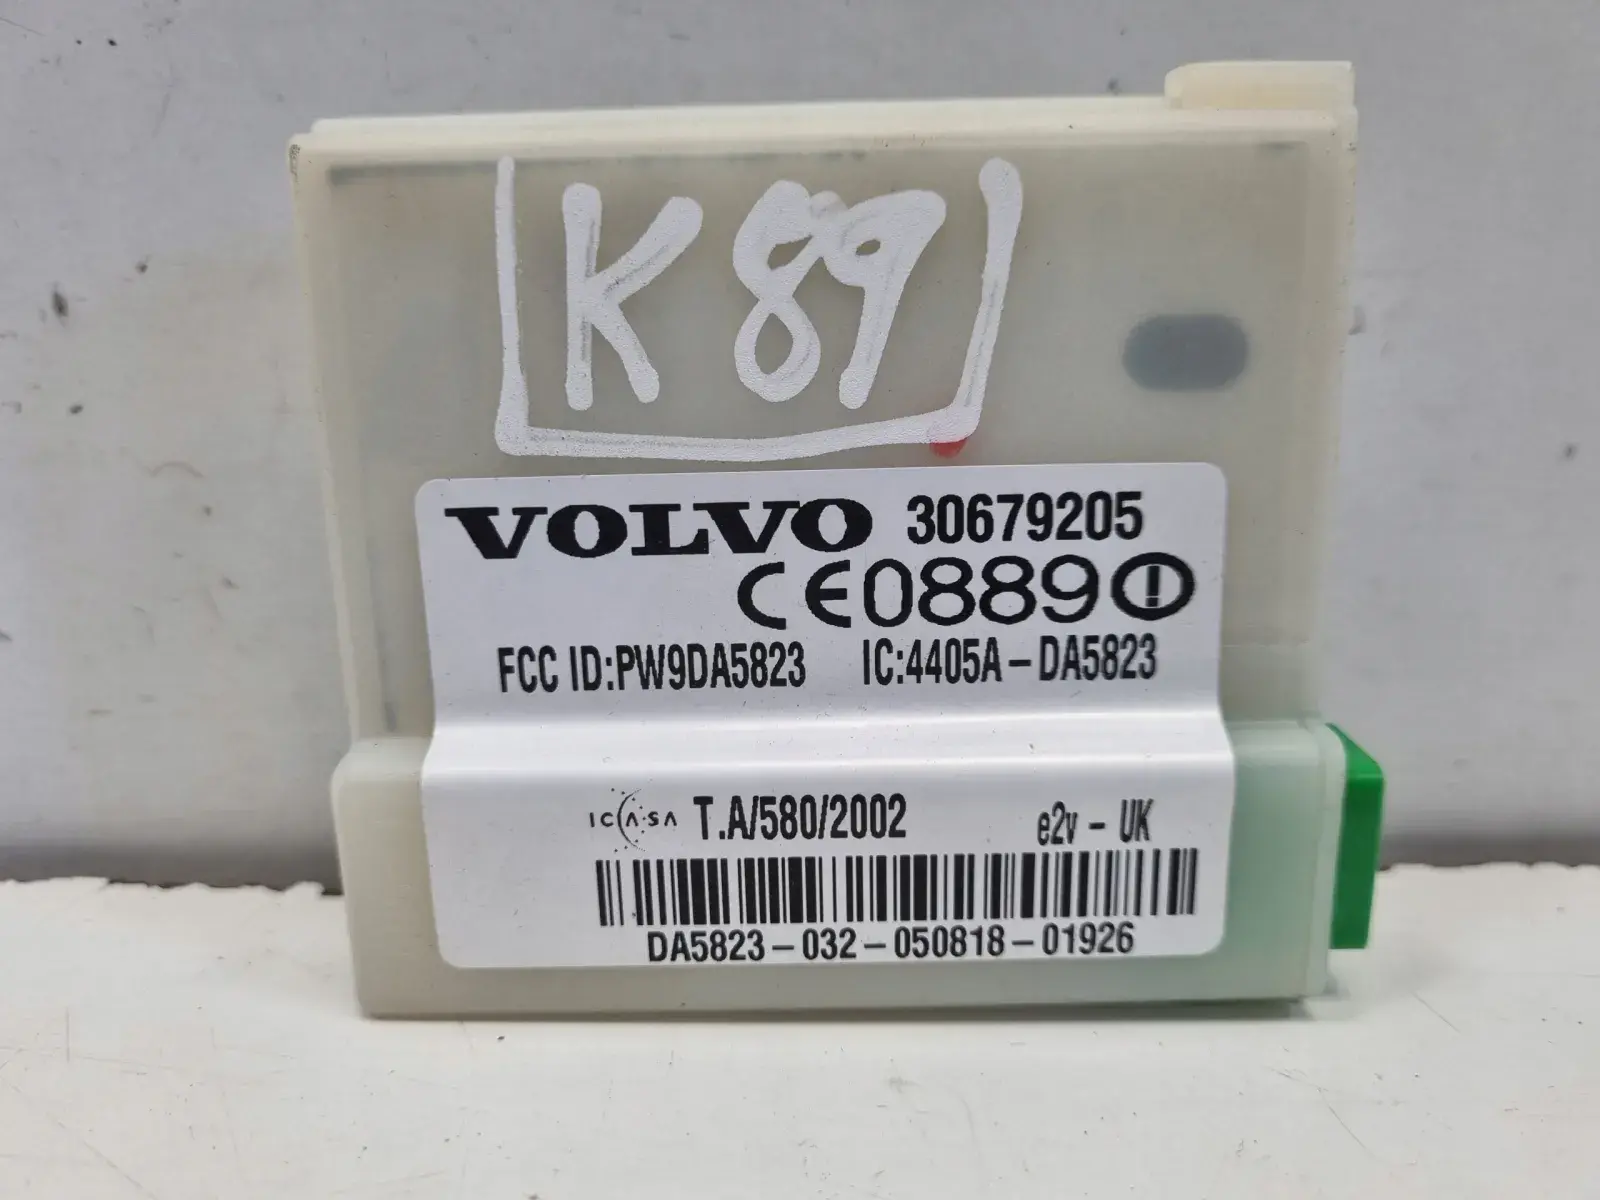 K89
VOLVO 30679205
CE0889
FCC ID:PW9DA5823 IC:4405A-DA5823
ICASA T.A/580/2002 e2v - UK
DA5823-032-050818-01926